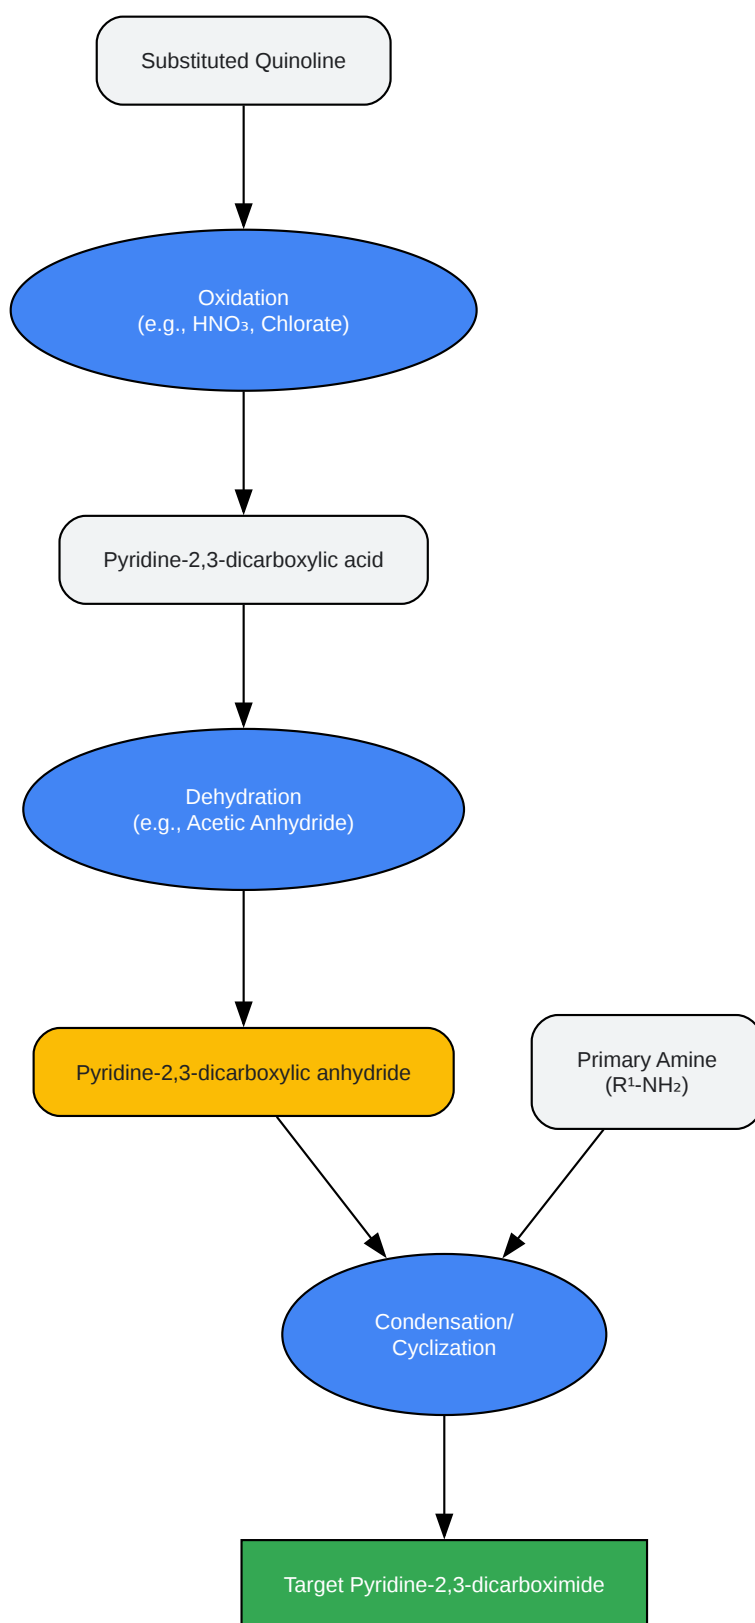 Substituted Quinoline
Oxidation
(e.g., HNO₃, Chlorate)
Pyridine-2,3-dicarboxylic acid
Dehydration
(e.g., Acetic Anhydride)
Pyridine-2,3-dicarboxylic anhydride
Primary Amine
(R¹-NH₂)
Condensation/
Cyclization
Target Pyridine-2,3-dicarboximide